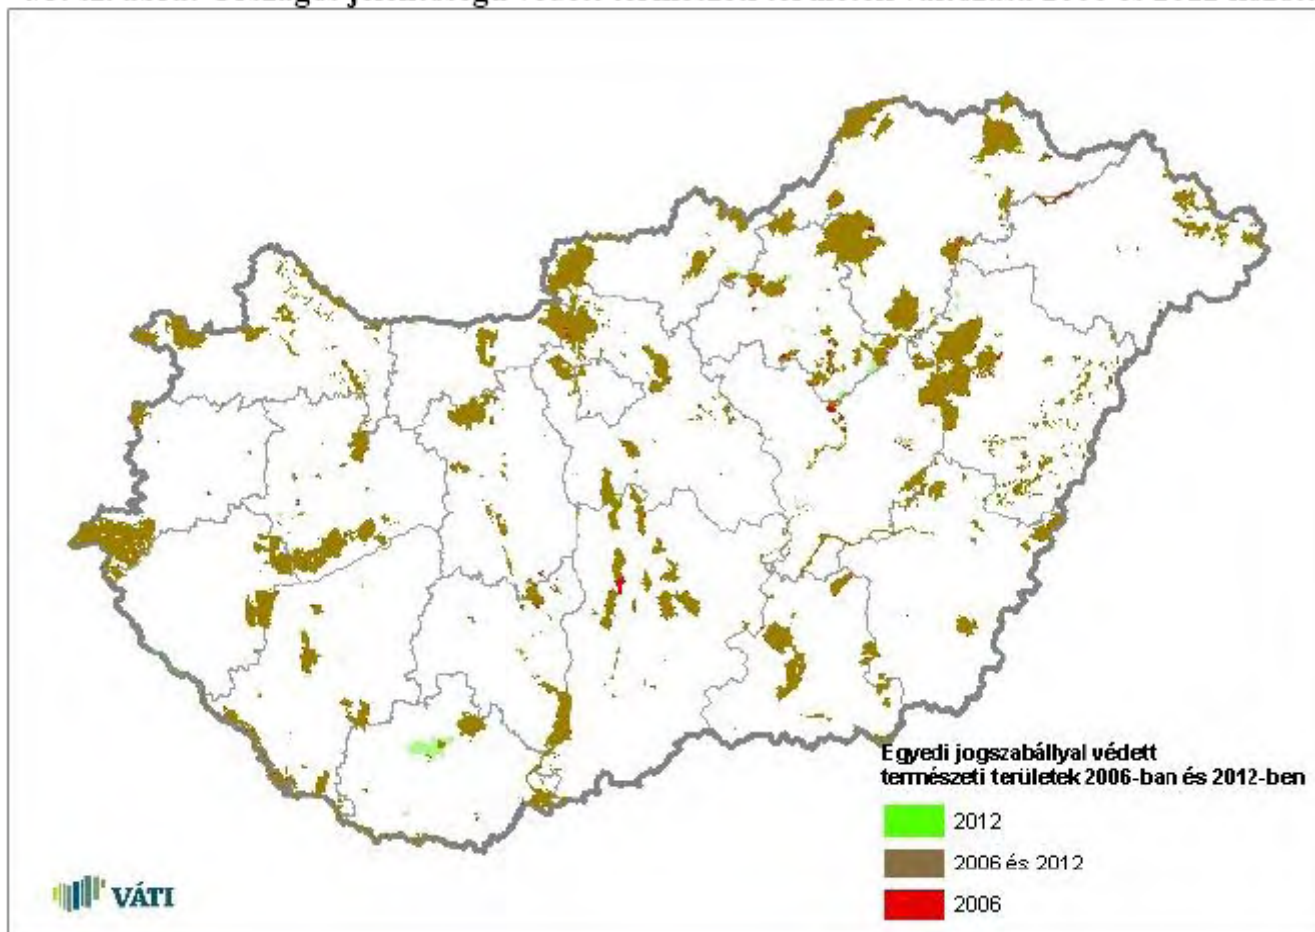 Egyedi jogszabállyal védett
természeti területek 2006-ban és 2012-ben
2012
2006 és 2012
2006
VÁTI